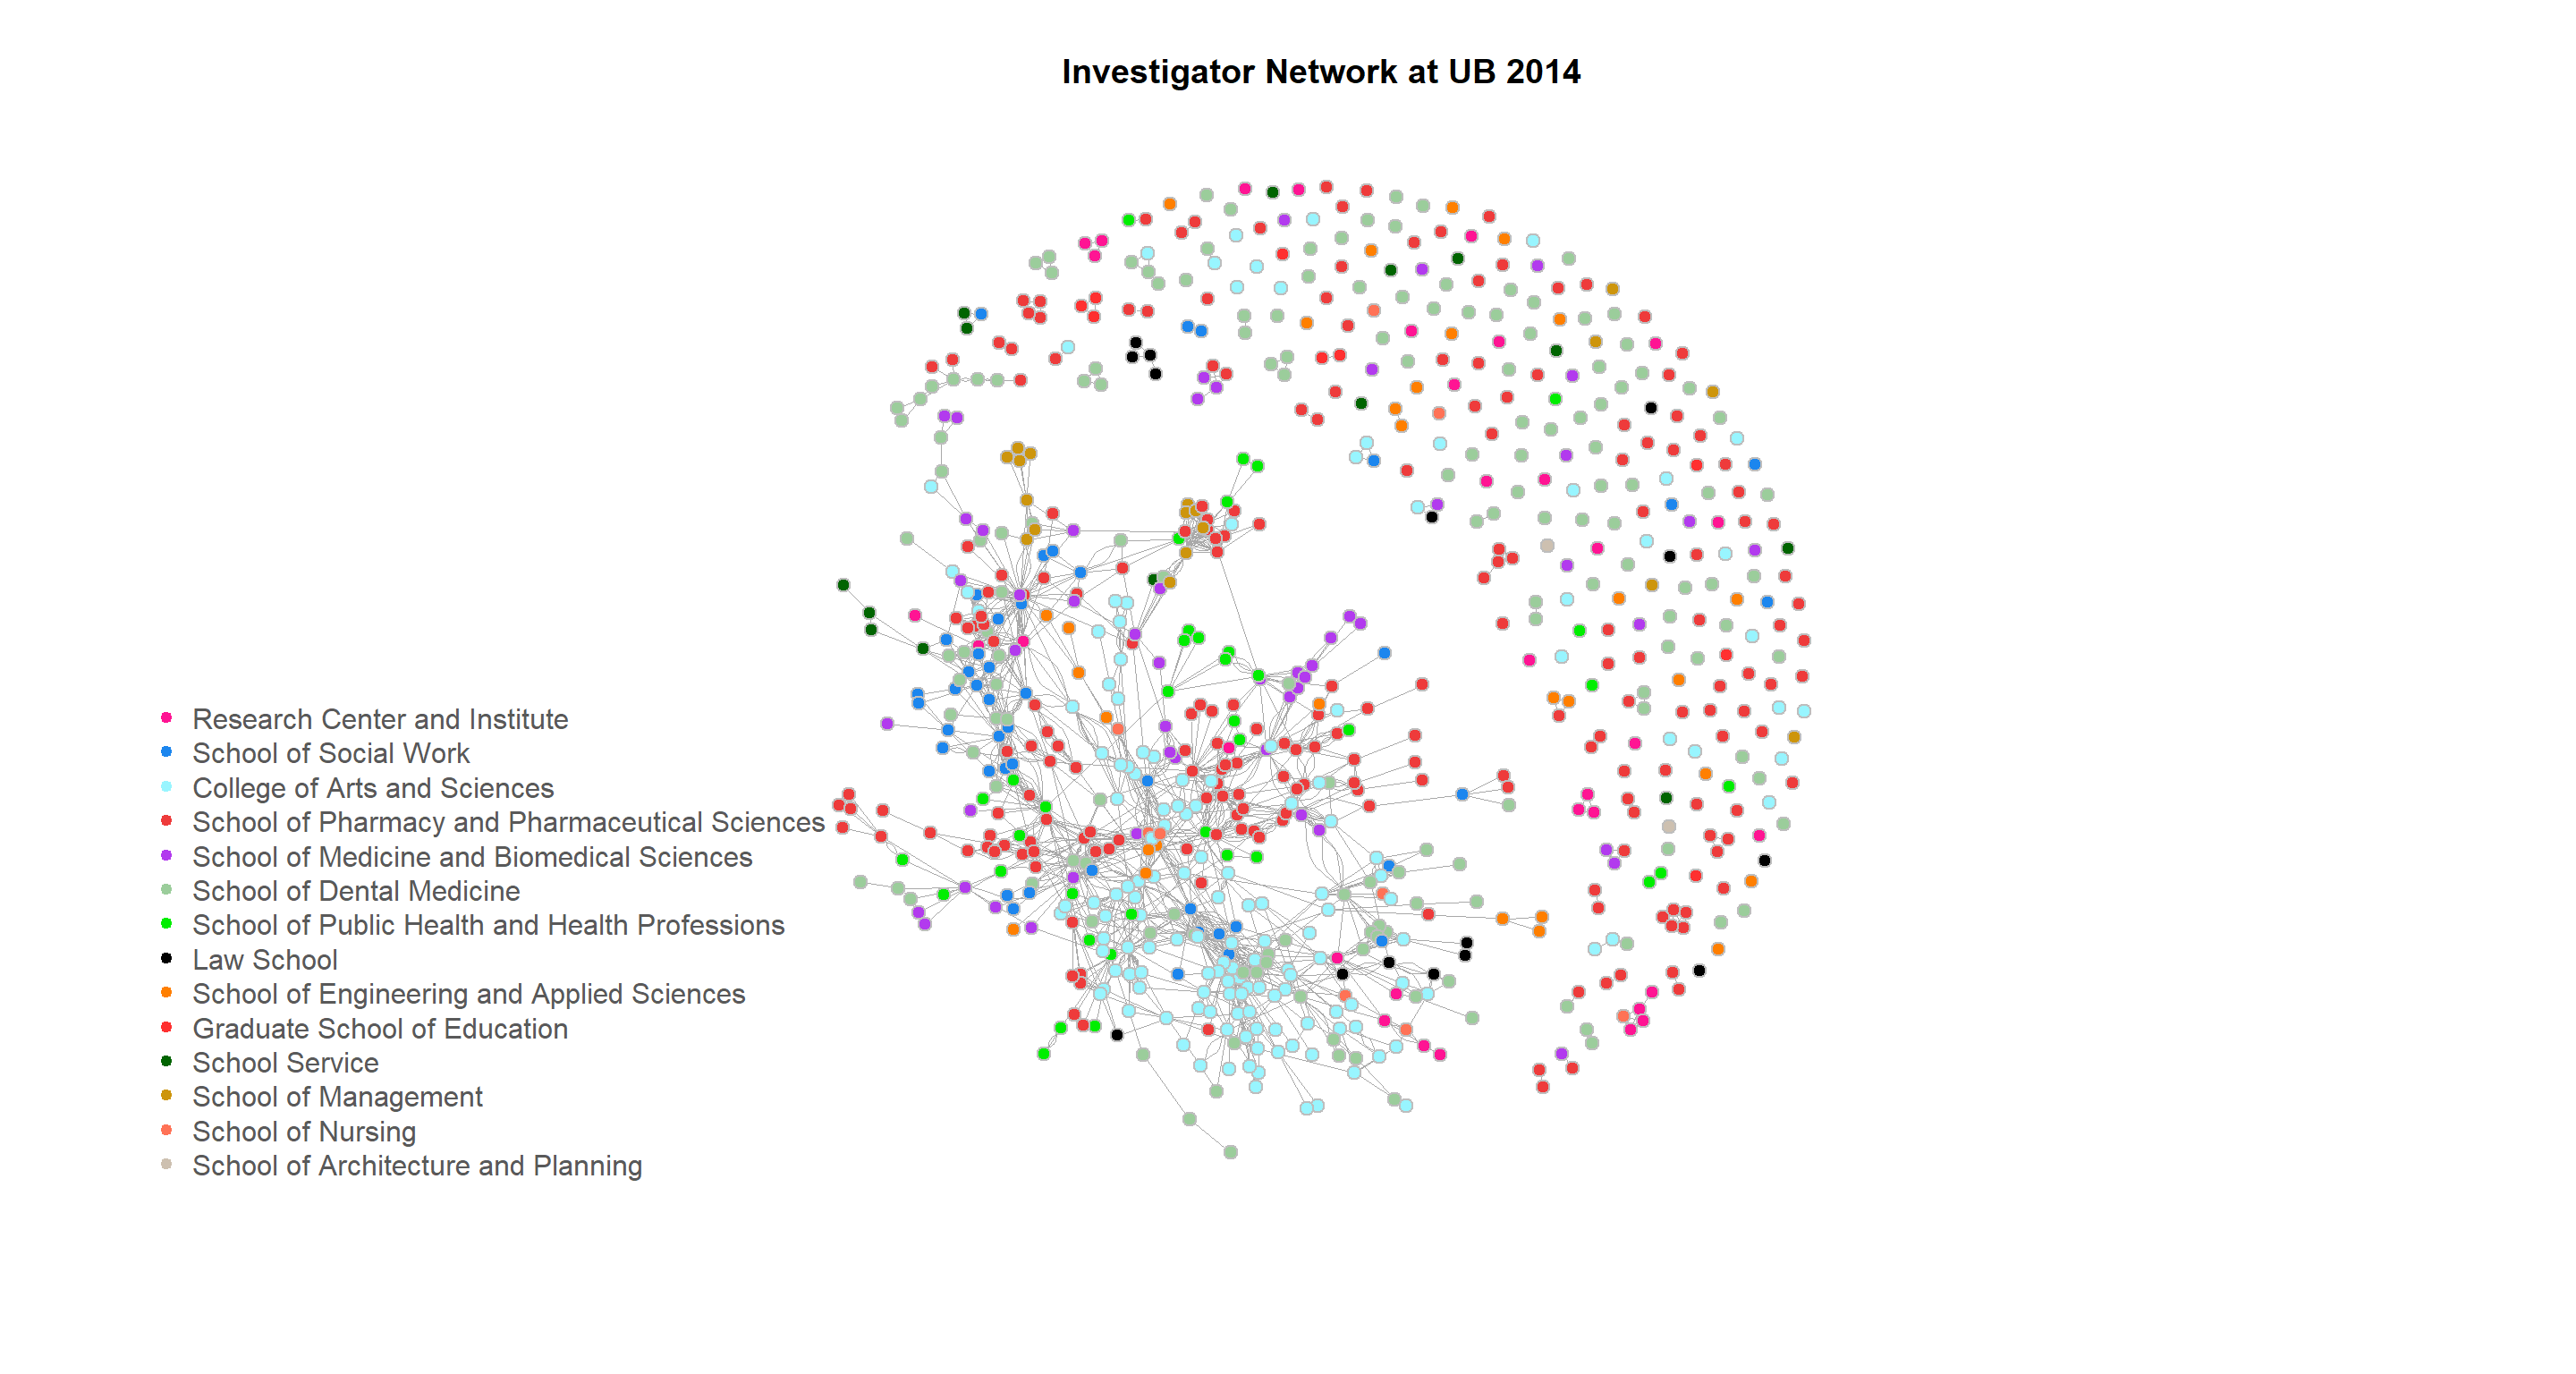 Investigator Network at UB 2014
Research Center and Institute
School of Social Work
College of Arts and Sciences
School of Pharmacy and Pharmaceutical Sciences
School of Medicine and Biomedical Sciences
School of Dental Medicine
School of Public Health and Health Professions
Law School
School of Engineering and Applied Sciences
Graduate School of Education
School Service
School of Management
School of Nursing
School of Architecture and Planning